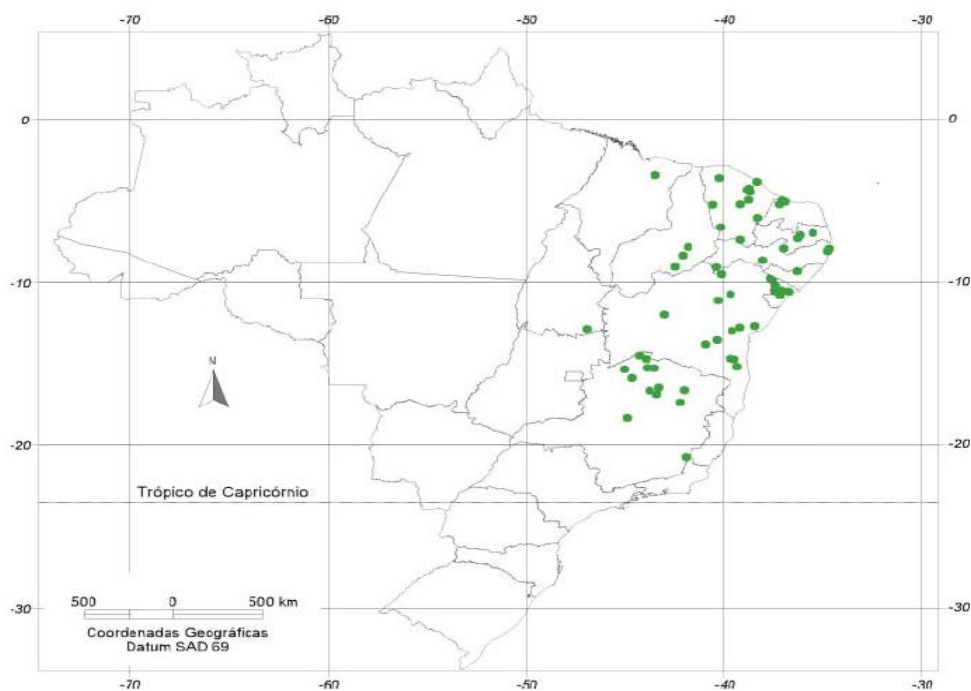 -70 -60 -50 -40 -30
0 0
-10 -10
N
-20 -20
Trópico de Capricórnio
500 0 500 km
Coordenadas Geográficas
Datum SAD 69
-30 -30
-70 -60 -50 -40 -30